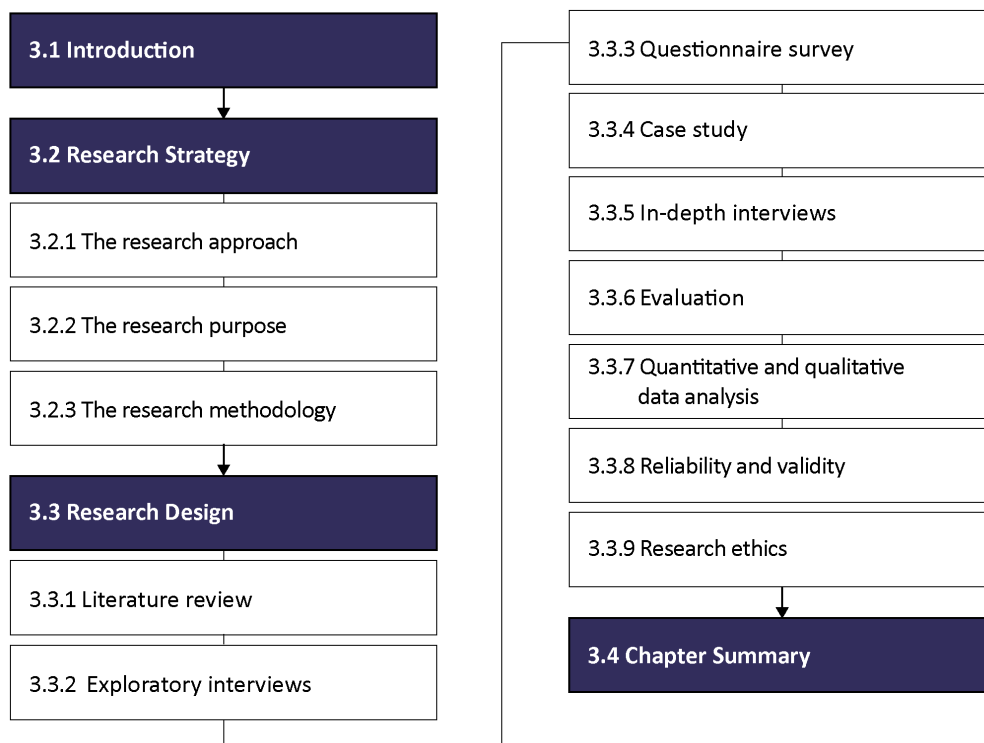 3.1 Introduction
3.2 Research Strategy
3.2.1 The research approach
3.2.2 The research purpose
3.2.3 The research methodology
3.3 Research Design
3.3.1 Literature review
3.3.2 Exploratory interviews
3.3.3 Questionnaire survey
3.3.4 Case study
3.3.5 In-depth interviews
3.3.6 Evaluation
3.3.7 Quantitative and qualitative
data analysis
3.3.8 Reliability and validity
3.3.9 Research ethics
3.4 Chapter Summary